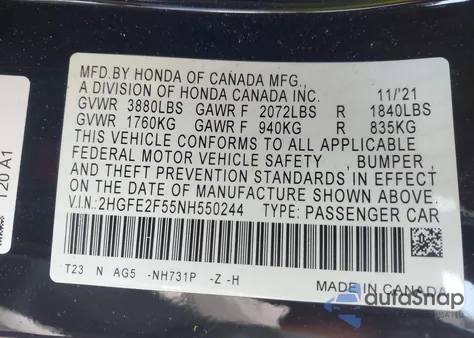 MFD.BY HONDA OF CANADA MFG.,
A DIVISION OF HONDA CANADA INC. 11/'21
GVWR 3880LBS GAWR F 2072LBS R 1840LBS
GVWR 1760KG GAWR F 940KG R 835KG
THIS VEHICLE CONFORMS TO ALL APPLICABLE
FEDERAL MOTOR VEHICLE SAFETY , BUMPER ,
AND THEFT PREVENTION STANDARDS IN EFFECT
ON THE DATE OF MANUFACTURE SHOWN ABOVE.
V.I.N:2HGFE2F55NH550244 TYPE: PASSENGER CAR
T23 N AG5 -NH731P -Z -H
MADE IN CANADA
120 A1
autoSnap